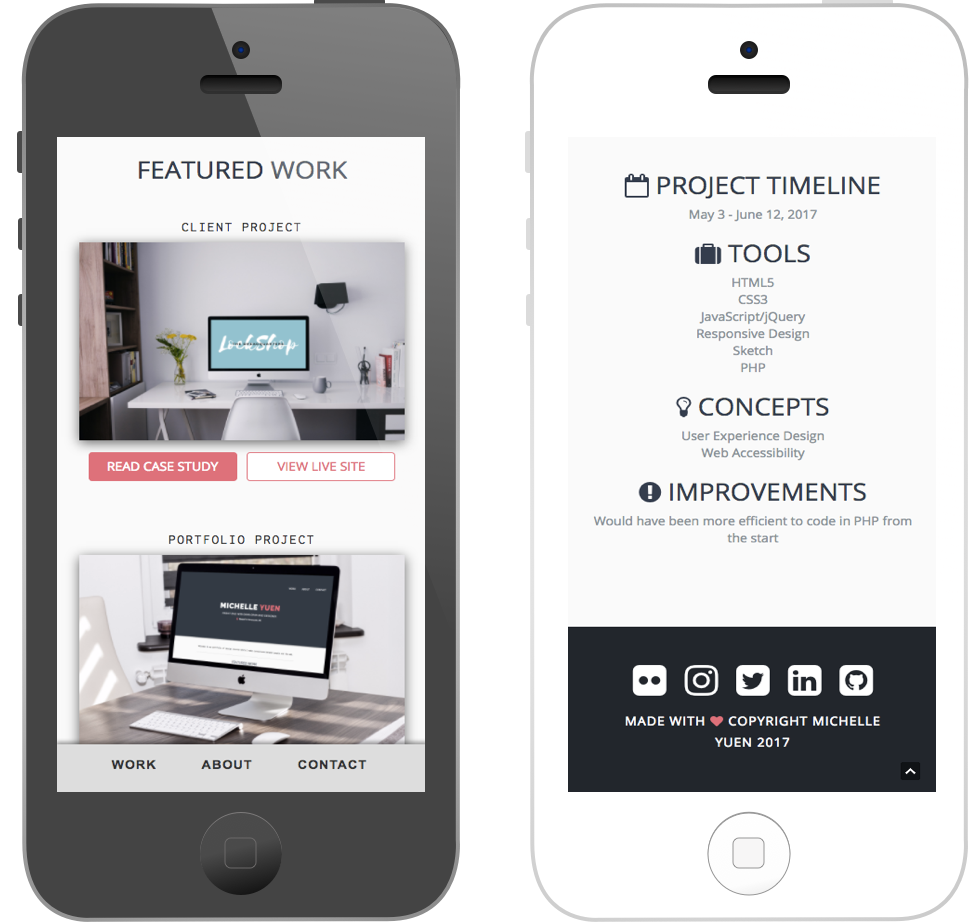 FEATURED WORK
CLIENT PROJECT
LookShop
READ CASE STUDY
VIEW LIVE SITE
PORTFOLIO PROJECT
MICHELLE YUEN
WORK
ABOUT
CONTACT
PROJECT TIMELINE
May 3 - June 12, 2017
TOOLS
HTML5
CSS3
JavaScript/jQuery
Responsive Design
Sketch
PHP
CONCEPTS
User Experience Design
Web Accessibility
IMPROVEMENTS
Would have been more efficient to code in PHP from
the start
in
MADE WITH ❤ COPYRIGHT MICHELLE
YUEN 2017